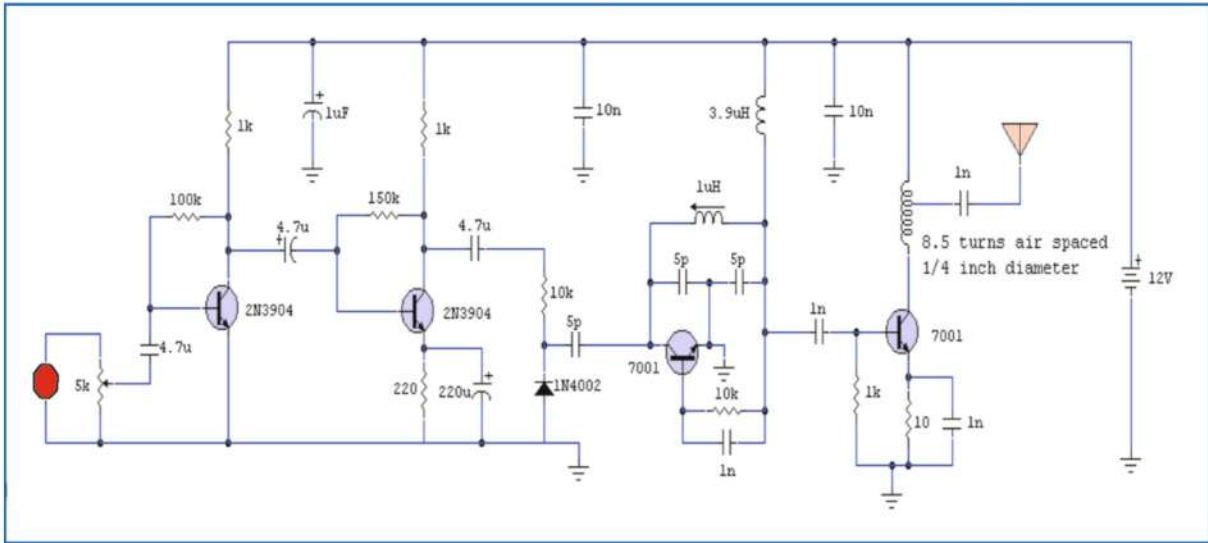 1k
1uF
1k
10n
3.9uH
10n
1n
100k
4.7u
150k
4.7u
1uH
8.5 turns air spaced
1/4 inch diameter
12V
5p
5p
10k
2N3904
2N3904
5p
1n
7001
4.7u
5k
220
220u
1N4002
7001
10k
1n
1k
10
1n